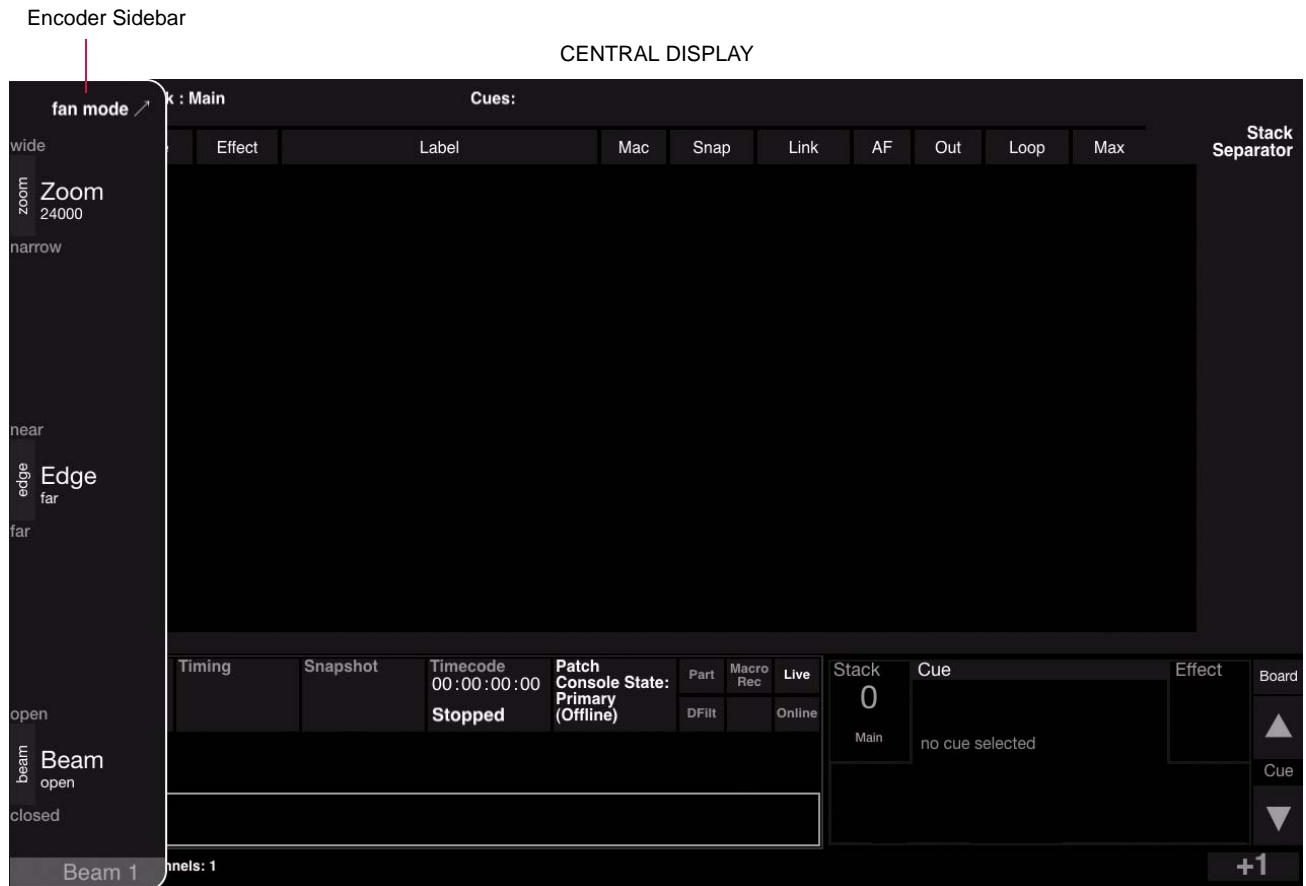 Encoder Sidebar
CENTRAL DISPLAY
fan mode
k : Main
Cues:
Effect
Label
Mac
Snap
Link
AF
Out
Loop
Max
Stack
Separator
wide
zoom
Zoom
24000
narrow
near
edge
Edge
far
far
open
beam
Beam
open
closed
Beam 1
Timing
Snapshot
Timecode
00:00:00:00
Stopped
Patch
Console State:
Primary
(Offline)
Part
Macro
Rec
Live
DFilt
Online
Stack
0
Main
Cue
no cue selected
Effect
Board
Cue
nnels: 1
+1